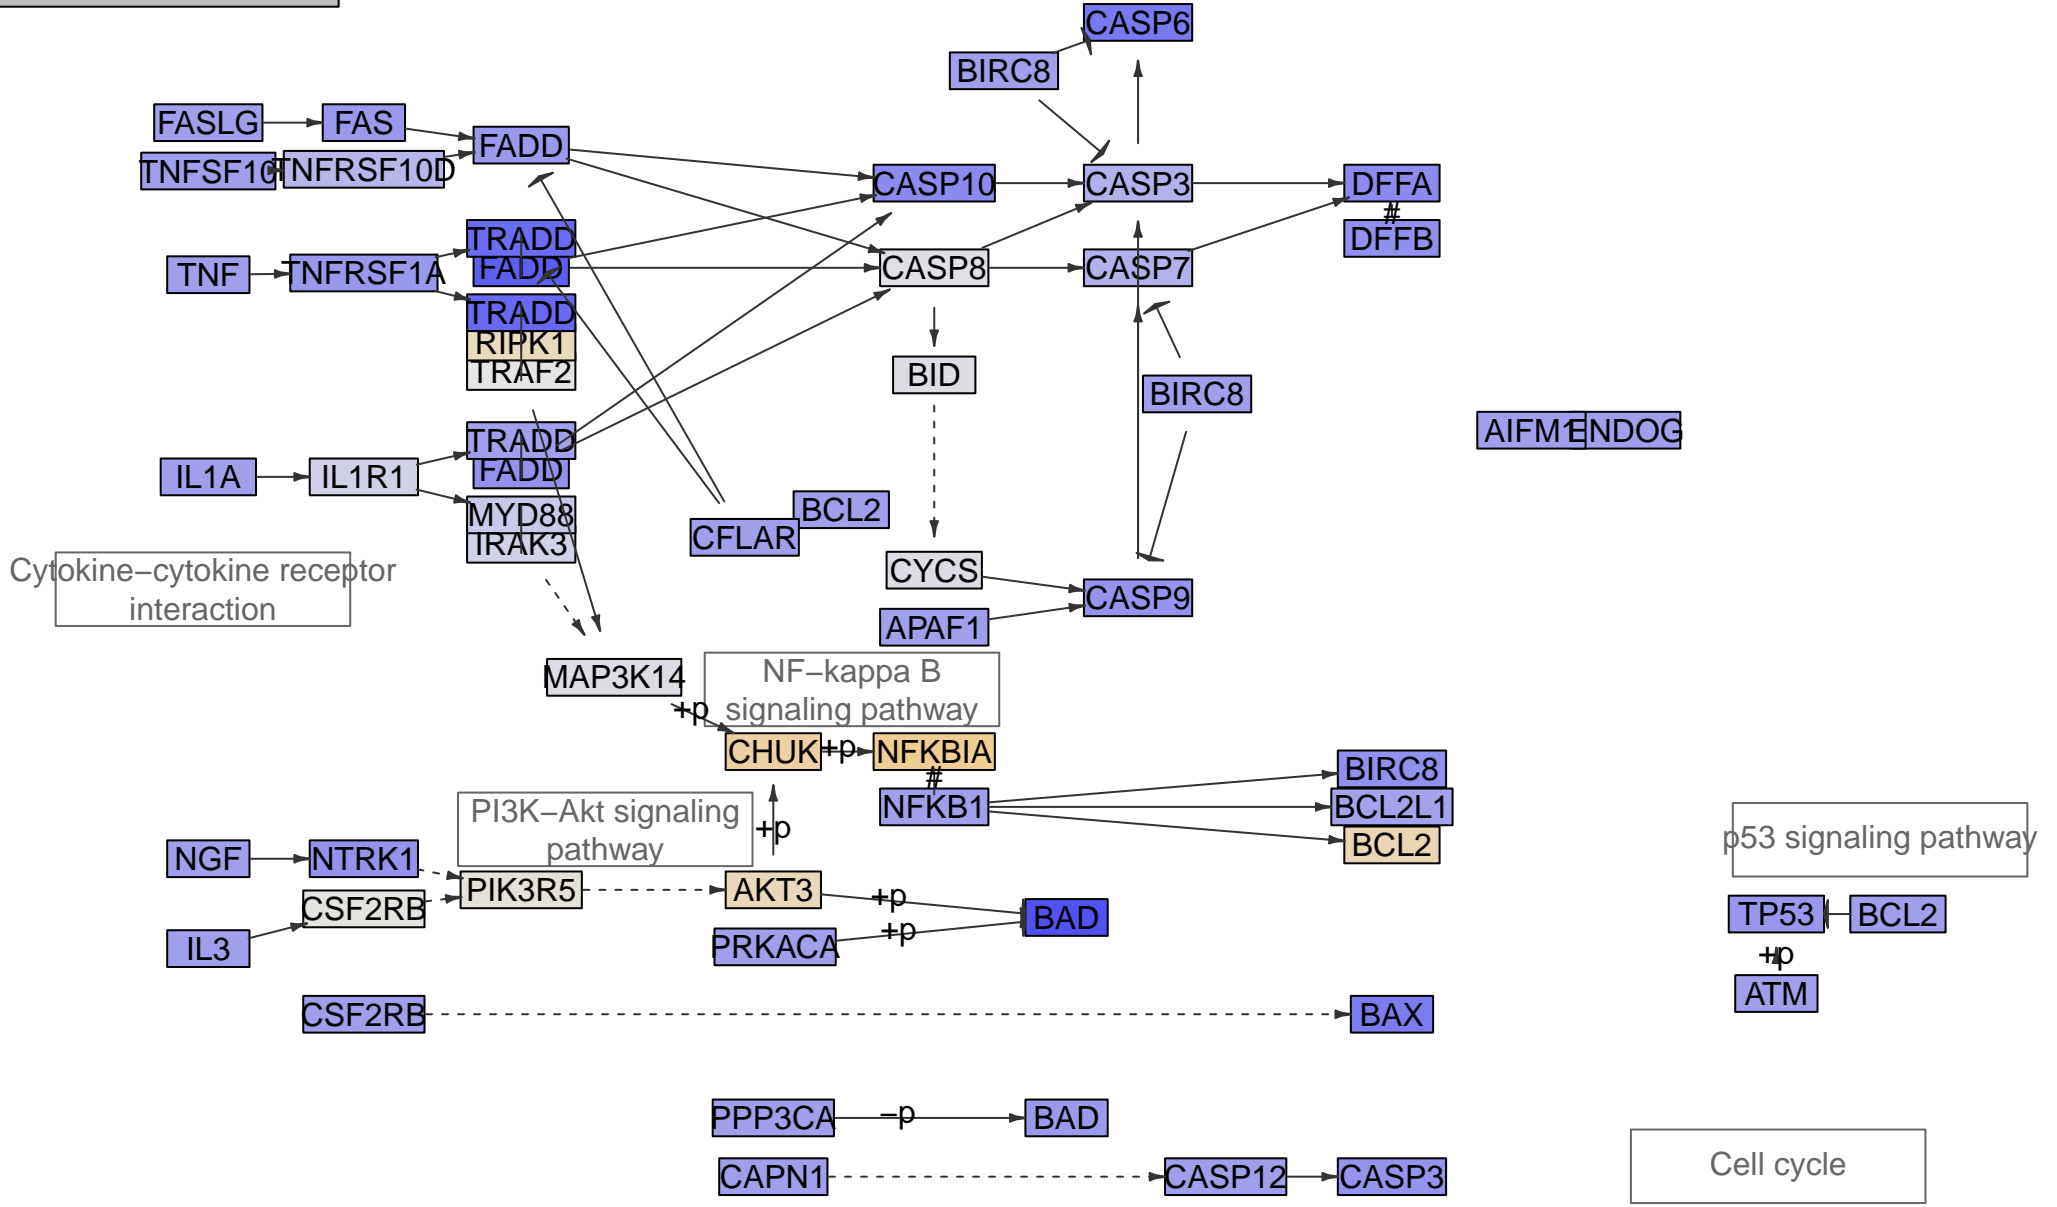 CASP6
BIRC8
FASLG
FAS
FADD
TNFSF10
TNFRSF10D
CASP10
CASP3
DFFA
#
DFFB
TRADD
FADD
TNF
TNFRSF1A
CASP8
CASP7
TRADD
RIPK1
TRAF2
BID
BIRC8
TRADD
FADD
IL1A
IL1R1
AIFM1
ENDOG
MYD88
IRAK3
BCL2
CFLAR
Cytokine−cytokine receptor
interaction
CYCS
CASP9
APAF1
MAP3K14
NF−kappa B
signaling pathway
+p
CHUK
+p
NFKBIA
#
NFKB1
BIRC8
BCL2L1
BCL2
PI3K−Akt signaling
pathway
+p
p53 signaling pathway
NGF
NTRK1
PIK3R5
AKT3
+p
CSF2RB
IL3
BAD
PRKACA
+p
TP53
BCL2
+p
ATM
CSF2RB
BAX
PPP3CA
−p
BAD
CAPN1
CASP12
CASP3
Cell cycle